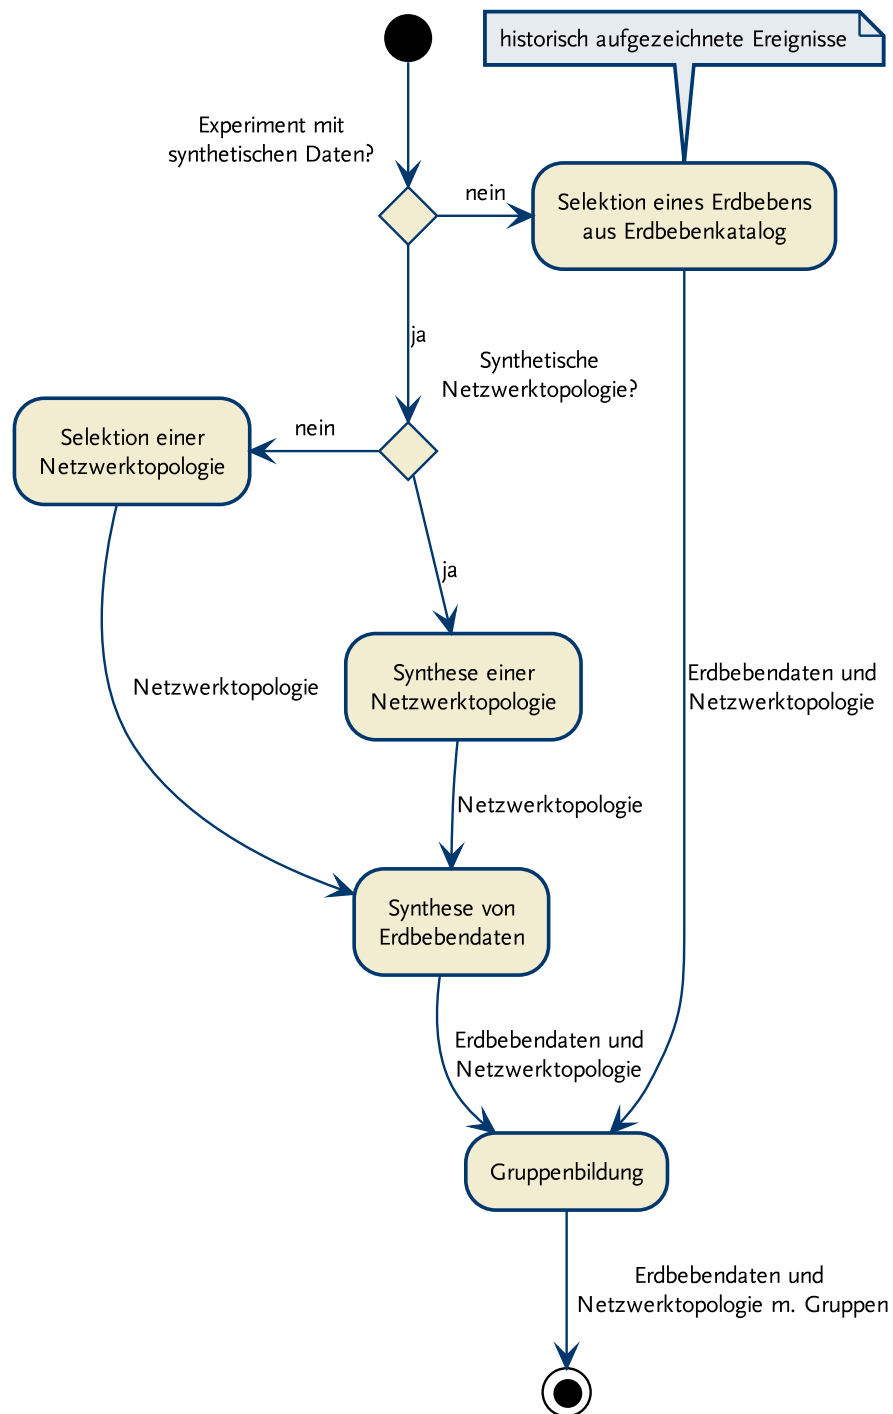 historisch aufgezeichnete Ereignisse
Experiment mit
synthetischen Daten?
nein
Selektion eines Erdbebens
aus Erdbebenkatalog
ja
Synthetische
Netzwerktopologie?
nein
Selektion einer
Netzwerktopologie
ja
Synthese einer
Netzwerktopologie
Netzwerktopologie
Erdbebendaten und
Netzwerktopologie
Netzwerktopologie
Synthese von
Erdbebendaten
Erdbebendaten und
Netzwerktopologie
Gruppenbildung
Erdbebendaten und
Netzwerktopologie m. Gruppen